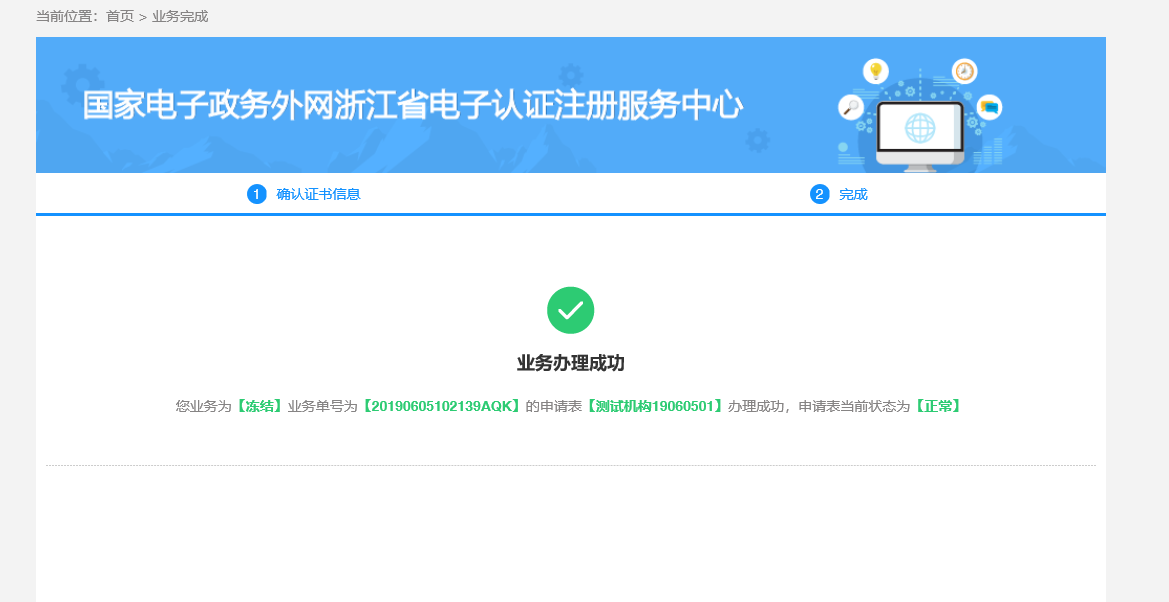 当前位置：首页 > 业务完成
国家电子政务外网浙江省电子认证注册服务中心
1 确认证书信息
2 完成
业务办理成功
您业务为【冻结】业务单号为【20190605102139AQK】的申请表【测试机构19060501】办理成功，申请表当前状态为【正常】